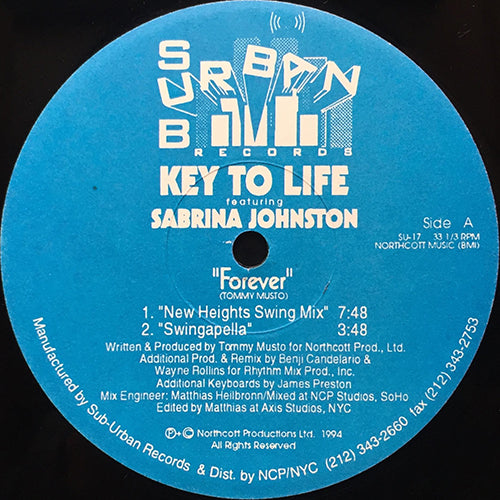 SUB URBAN
RECORDS
KEY TO LIFE
featuring
SABRINA JOHNSTON
Side A
SU-17 33 1/3 RPM
NORTHCOTT MUSIC (BMI)
"Forever"
(TOMMY MUSTO)
1. "New Heights Swing Mix" 7:48
2. "Swingapella" 3:48
Written & Produced by Tommy Musto for Northcott Prod., Ltd.
Additional Prod. & Remix by Benji Candelario &
Wayne Rollins for Rhythm Mix Prod., Inc.
Additional Keyboards by James Preston
Mix Engineer: Matthias Heilbronn/Mixed at NCP Studios, SoHo
Edited by Matthias at Axis Studios, NYC
Ⓟ+© Northcott Productions Ltd. 1994
All Rights Reserved
Manufactured by Sub-Urban Records & Dist. by NCP/NYC (212) 343-2660 fax (212) 343-2753